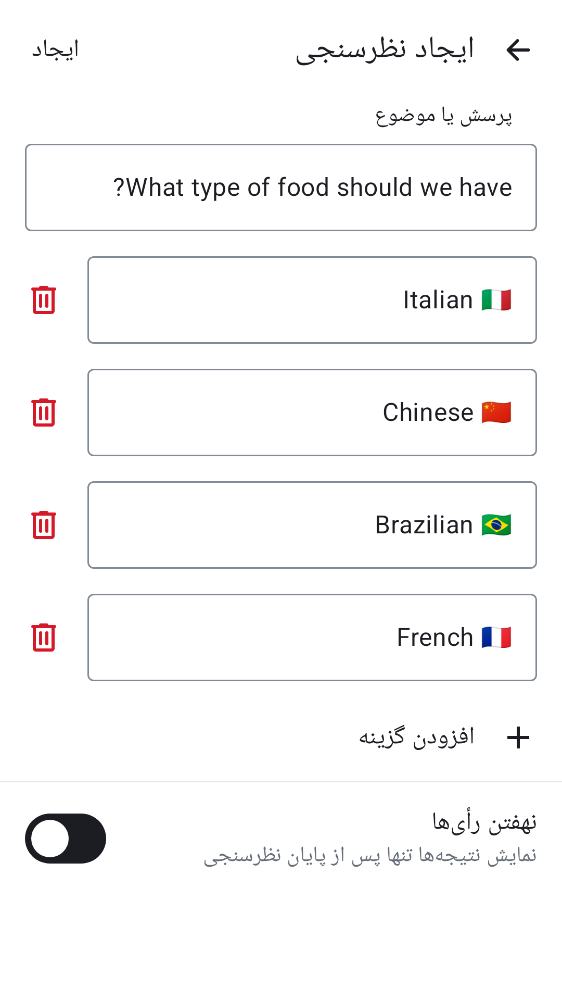 ایجاد نظرسنجی
ایجاد
پرسش یا موضوع
What type of food should we have?
Italian 🇮🇹
Chinese 🇨🇳
Brazilian 🇧🇷
French 🇫🇷
افزودن گزینه
نهفتن رأی‌ها
نمایش نتیجه‌ها تنها پس از پایان نظرسنجی